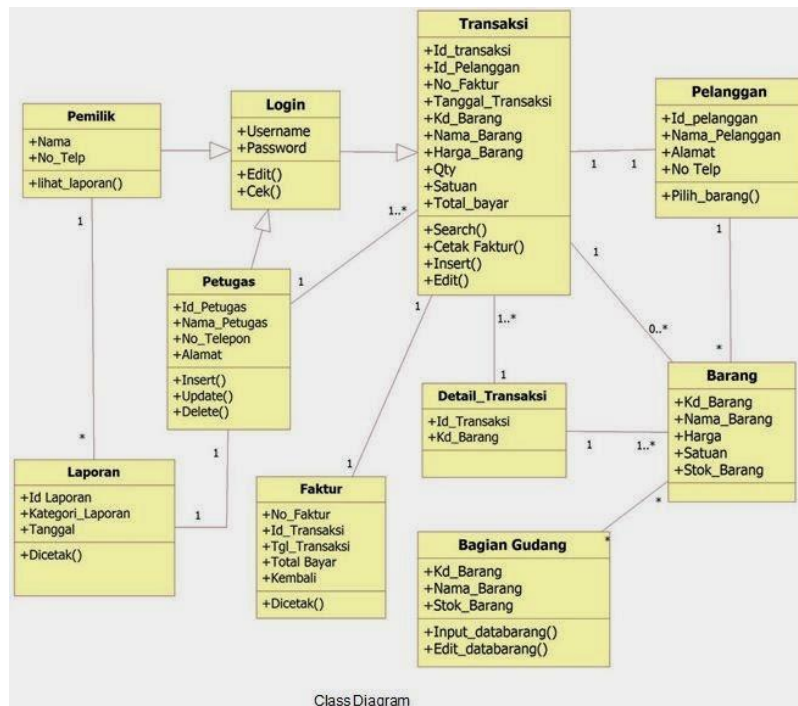 Transaksi
+Id_transaksi
+Id_Pelanggan
+No_Faktur
+Tanggal_Transaksi
+Kd_Barang
+Nama_Barang
+Harga_Barang
+Qty
+Satuan
+Total_bayar
+Search()
+Cetak Faktur()
+Insert()
+Edit()
Pelanggan
+Id_pelanggan
+Nama_Pelanggan
+Alamat
+No Telp
+Pilih_barang()
Login
+Username
+Password
+Edit()
+Cek()
Pemilik
+Nama
+No_Telp
+lihat_laporan()
1
1
1
1..*
1
1
1
Petugas
+Id_Petugas
+Nama_Petugas
+No_Telepon
+Alamat
+Insert()
+Update()
+Delete()
1
1..*
0..*
*
1
Detail_Transaksi
+Id_Transaksi
+Kd_Barang
1
1..*
Barang
+Kd_Barang
+Nama_Barang
+Harga
+Satuan
+Stok_Barang
*
1
1
Laporan
+Id Laporan
+Kategori_Laporan
+Tanggal
+Dicetak()
1
Faktur
+No_Faktur
+Id_Transaksi
+Tgl_Transaksi
+Total Bayar
+Kembali
+Dicetak()
*
*
Bagian Gudang
+Kd_Barang
+Nama_Barang
+Stok_Barang
+Input_databarang()
+Edit_databarang()
Class Diagram